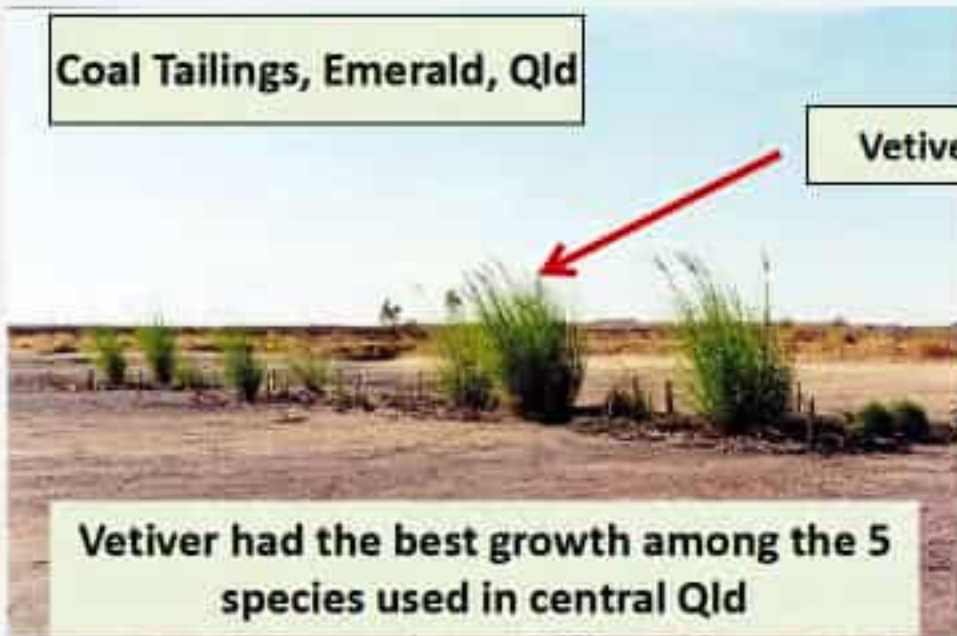 Coal Tailings, Emerald, Qld
Vetive
Vetiver had the best growth among the 5
species used in central Qld